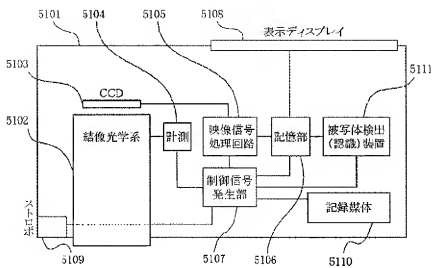 5101
5104
5105
5108
表示ディスプレイ
5103
CCD
5111
5102
結像光学系
計測
映像信号
処理回路
記憶部
被写体検出
(認識)装置
制御信号
発生部
ストロボ
記録媒体
5109
5107
5106
5110